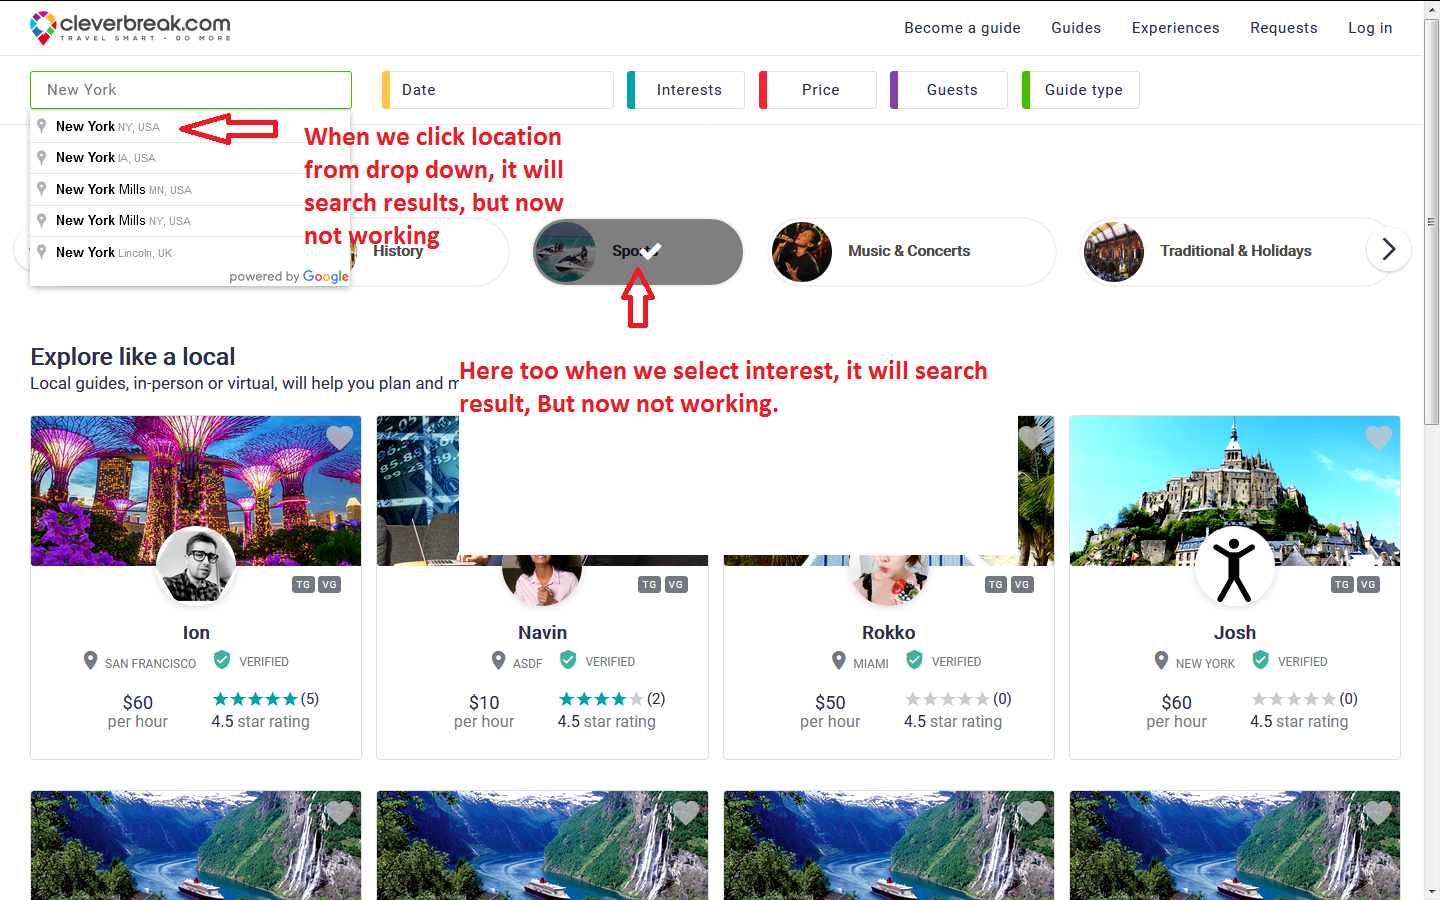 cleverbreak.com
TRAVEL SMART - DO MORE
Become a guide
Guides
Experiences
Requests
Log in
New York
Date
Interests
Price
Guests
Guide type
New York NY, USA
New York IA, USA
New York Mills MN, USA
New York Mills NY, USA
New York Lincoln, UK
powered by Google
When we click location
from drop down, it will
search results, but now
not working
History
Music & Concerts
Traditional & Holidays
Here too when we select interest, it will search
result, But now not working.
Explore like a local
Local guides, in-person or virtual, will help you plan and
TG VG
Ion
SAN FRANCISCO
VERIFIED
$60
per hour
(5)
4.5 star rating
TG VG
Navin
ASDF
VERIFIED
$10
per hour
(2)
4.5 star rating
TG VG
Rokko
MIAMI
VERIFIED
$50
per hour
(0)
4.5 star rating
TG VG
Josh
NEW YORK
VERIFIED
$60
per hour
(0)
4.5 star rating